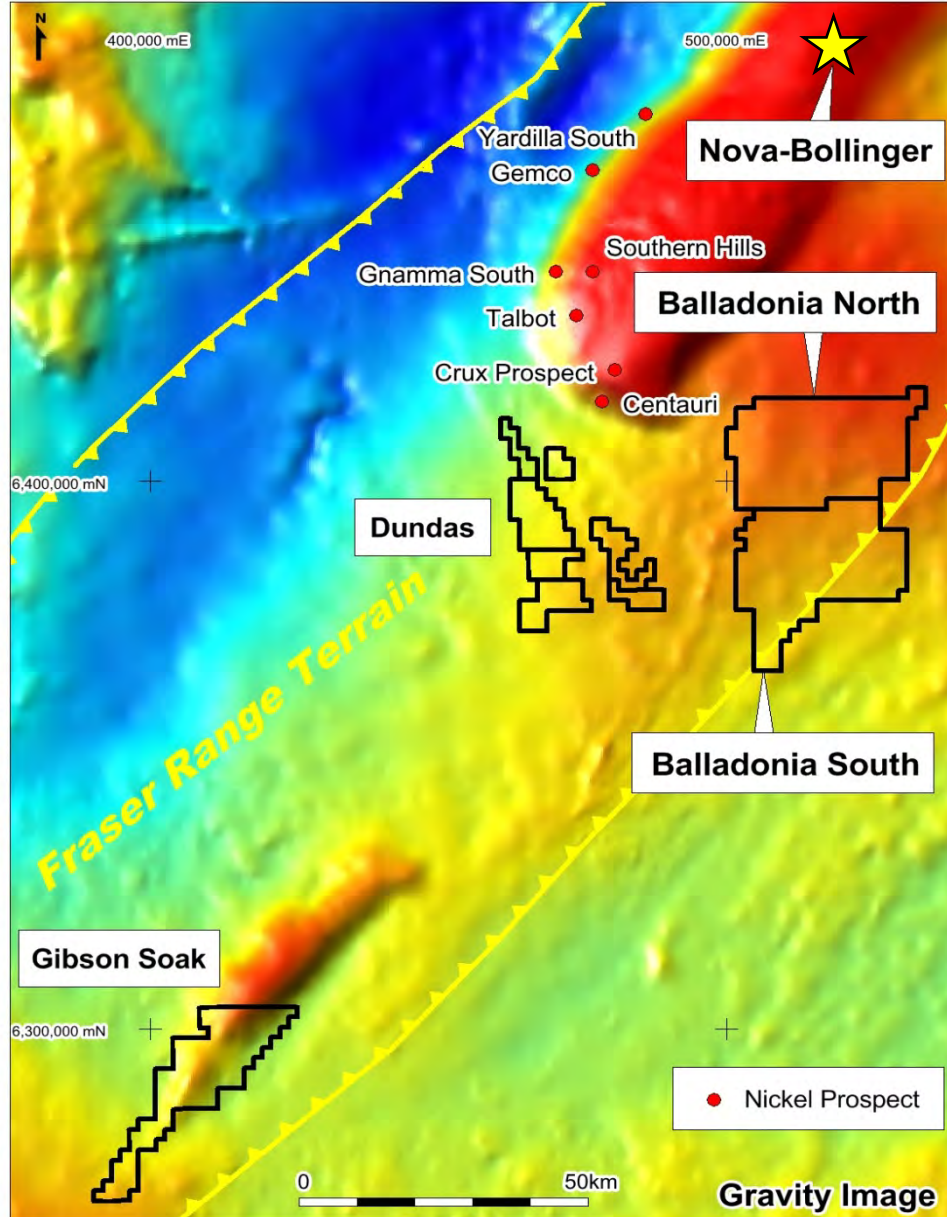 N
400,000 mE
500,000 mE
Yardilla South
Nova-Bollinger
Gemco
Southern Hills
Gnamma South
Balladonia North
Talbot
Crux Prospect
Centauri
6,400,000 mN
Dundas
Fraser Range Terrain
Balladonia South
Gibson Soak
6,300,000 mN
Nickel Prospect
0 50km
Gravity Image